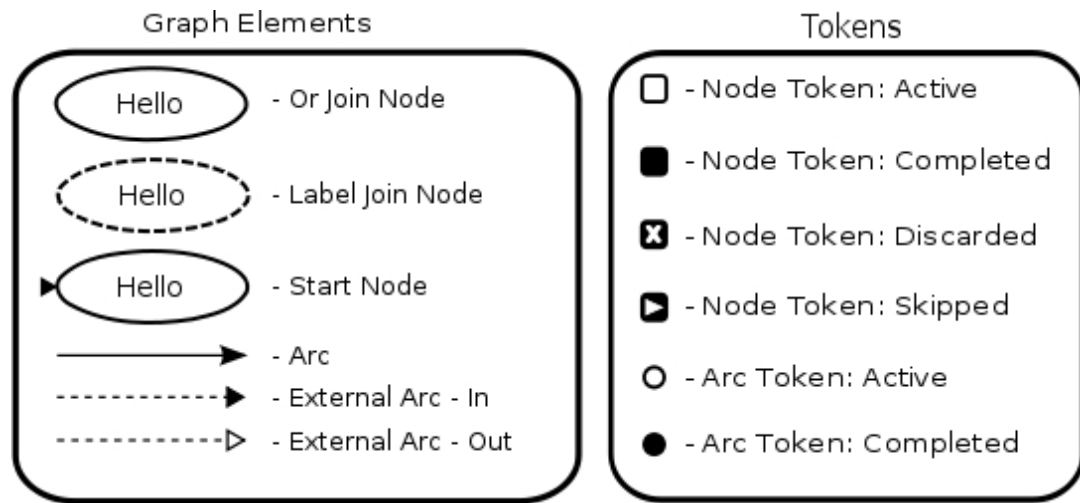 Graph Elements
Hello - Or Join Node
Hello - Label Join Node
Hello - Start Node
- Arc
- External Arc - In
- External Arc - Out
Tokens
- Node Token: Active
- Node Token: Completed
- Node Token: Discarded
- Node Token: Skipped
- Arc Token: Active
- Arc Token: Completed